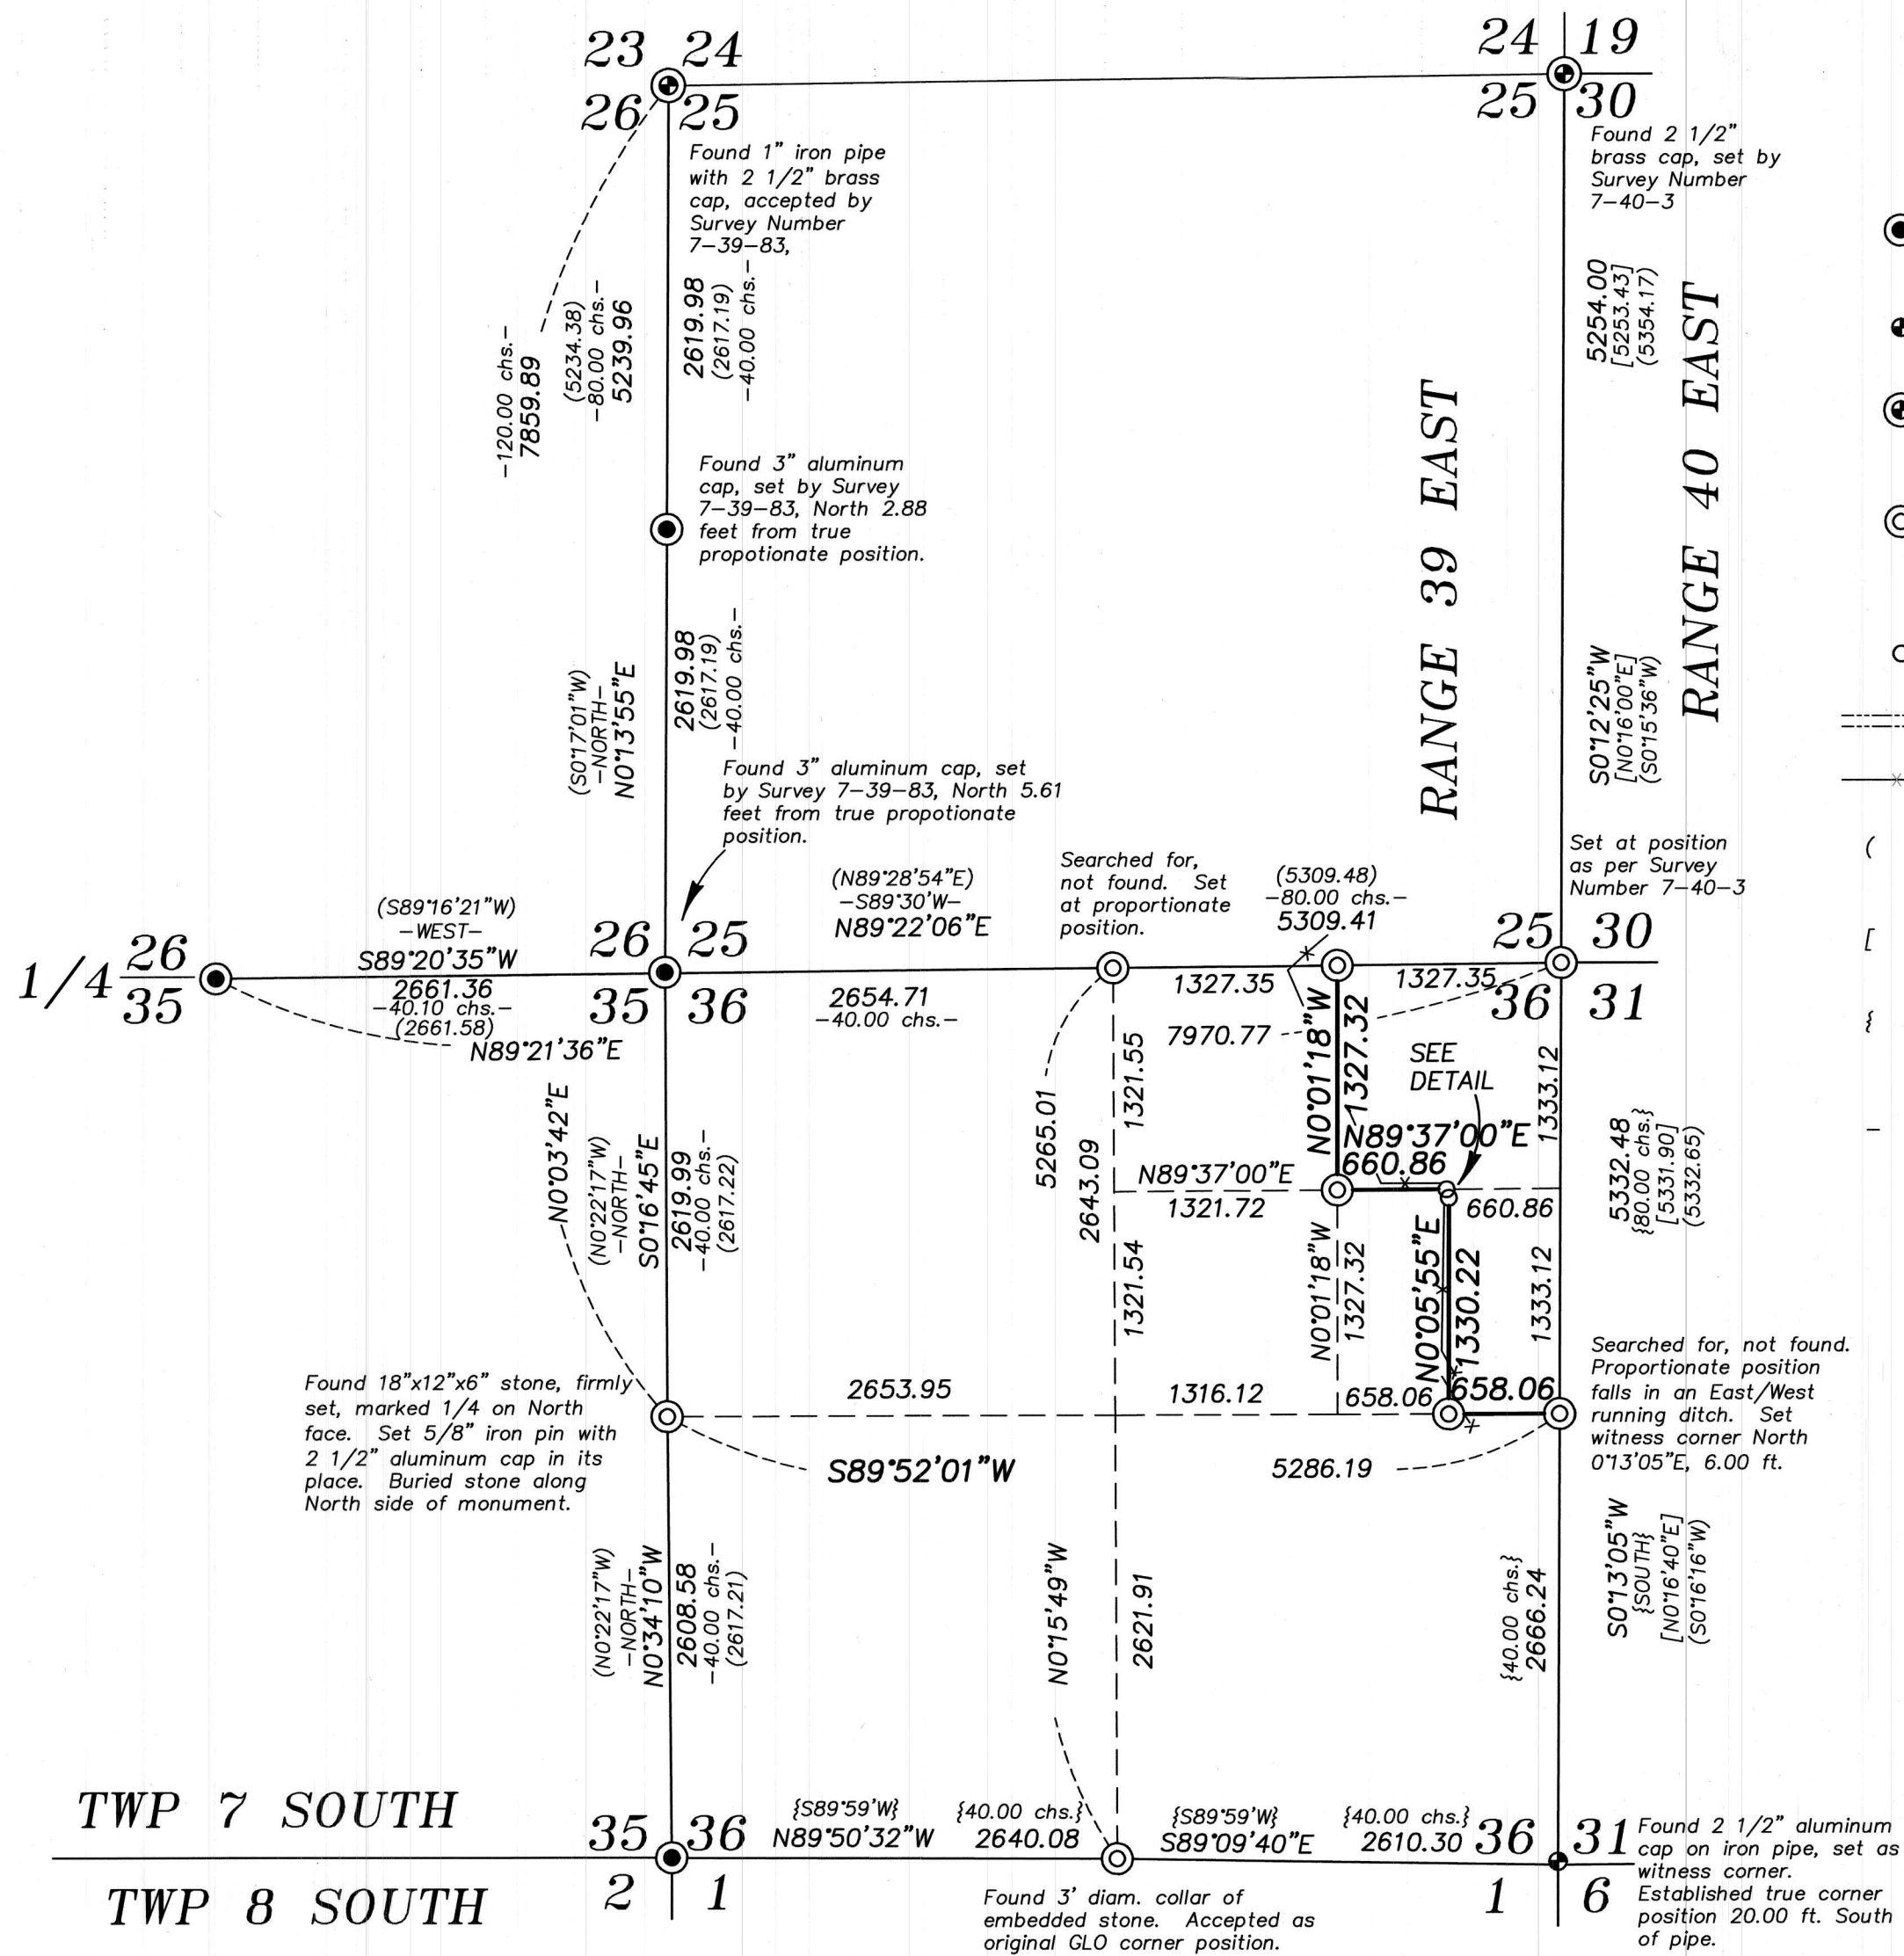 23 24
26 25
24 19
25 30
Found 1" iron pipe
with 2 1/2" brass
cap, accepted by
Survey Number
7-39-83,
Found 2 1/2"
brass cap, set by
Survey Number
7-40-3
-120.00 chs.-
7859.89
(5234.38)
-80.00 chs.-
5239.96
2619.98
(2617.19)
-40.00 chs.-
5254.00
[5253.43]
(5354.17)
RANGE 39 EAST
RANGE 40 EAST
Found 3" aluminum
cap, set by Survey
7-39-83, North 2.88
feet from true
propotionate position.
(S0°17'01"W)
-NORTH-
N0°13'55"E
2619.98
(2617.19)
-40.00 chs.-
S0°12'25"W
[N0°16'00"E]
(S0°15'36"W)
Found 3" aluminum cap, set
by Survey 7-39-83, North 5.61
feet from true propotionate
position.
Searched for,
not found. Set
at proportionate
position.
Set at position
as per Survey
Number 7-40-3
(
[
{
-
(S89°16'21"W)
-WEST-
S89°20'35"W
2661.36
-40.10 chs.-
(2661.58)
N89°21'36"E
1/4 26
35
26 25
35 36
(N89°28'54"E)
-S89°30'W-
N89°22'06"E
2654.71
-40.00 chs.-
(5309.48)
-80.00 chs.-
5309.41
1327.35
1327.35
25 30
36 31
7970.77
5265.01
1321.55
2643.09
N0°01'18"W
1327.32
SEE
DETAIL
1333.12
N89°37'00"E
660.86
N89°37'00"E
1321.72
660.86
5332.48
{80.00 chs.}
[5331.90]
(5332.65)
N0°03'42"E
(N0°22'17"W)
-NORTH-
S0°16'45"E
2619.99
-40.00 chs.-
(2617.22)
1321.54
N0°01'18"W
1327.32
N0°05'55"E
1330.22
1333.12
Found 18"x12"x6" stone, firmly
set, marked 1/4 on North
face. Set 5/8" iron pin with
2 1/2" aluminum cap in its
place. Buried stone along
North side of monument.
2653.95
1316.12
658.06
658.06
S89°52'01"W
5286.19
Searched for, not found.
Proportionate position
falls in an East/West
running ditch. Set
witness corner North
0°13'05"E, 6.00 ft.
(N0°22'17"W)
-NORTH-
N0°34'10"W
2608.58
-40.00 chs.-
(2617.21)
N0°15'49"W
2621.91
{40.00 chs.}
2666.24
S0°13'05"W
{SOUTH}
[N0°16'40"E]
(S0°16'16"W)
TWP 7 SOUTH
TWP 8 SOUTH
35 36
2 1
{S89°59'W}
N89°50'32"W
{40.00 chs.}
2640.08
{S89°59'W}
S89°09'40"E
{40.00 chs.}
2610.30
36 31
1 6
Found 3' diam. collar of
embedded stone. Accepted as
original GLO corner position.
Found 2 1/2" aluminum
cap on iron pipe, set as
witness corner.
Established true corner
position 20.00 ft. South
of pipe.